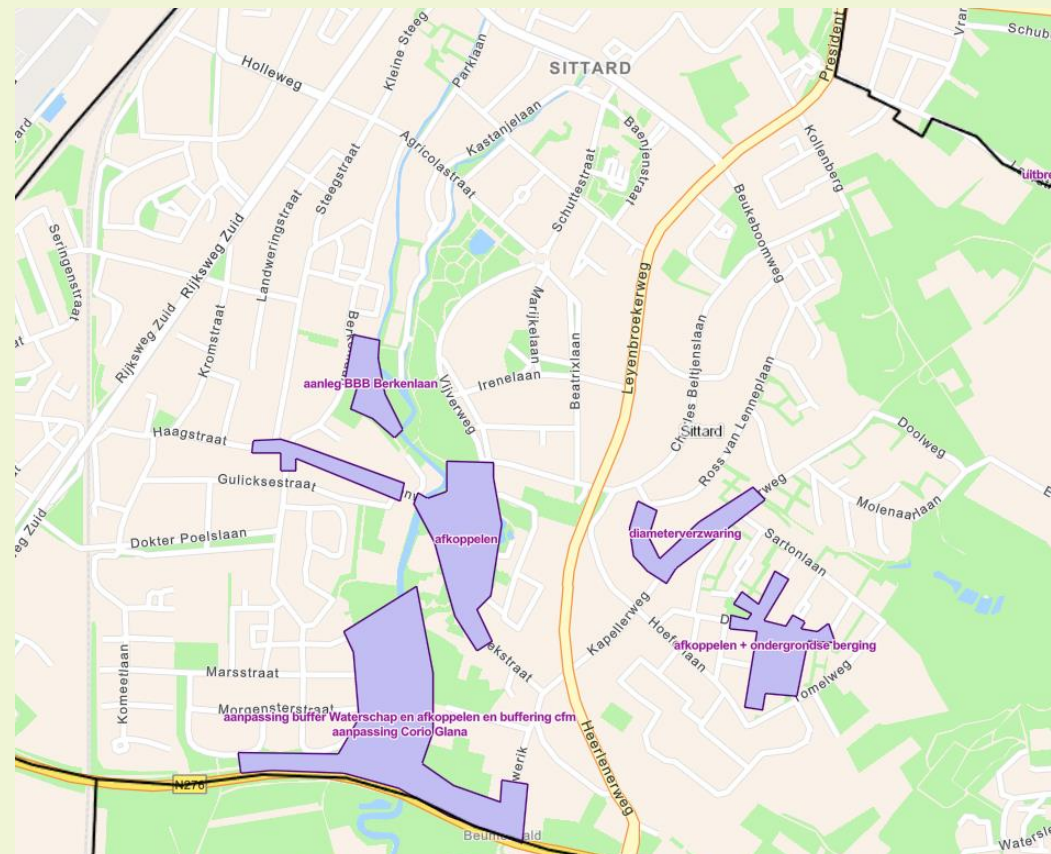 SITTARD
Kleine Steeg
Parklaan
President
Holleweg
Kastanjelaan
Agricolastraat
Baenjenstraat
Kollenberg
Steegstraat
Schuttestraat
Beukeboomweg
Landweringstraat
Seringenstraat
Rijksweg Zuid
Rijksweg Zuid
Kromstraat
Leyenbroekerweg
Marijkelaan
Beatrixlaan
Irenelaan
Vijverweg
aanleg BBB Berkenlaan
Charles Beltjenslaan
Ross van Lenneplaan
Sittard
Doolweg
Haagstraat
Gulicksestraat
Molenaarlaan
Dokter Poelslaan
afkoppelen
diameterverzwaring
Sartonlaan
Kapellerweg
Hoefijzerlaan
afkoppelen + ondergrondse berging
Tomelweg
Komeetlaan
Marsstraat
Morgensterstraat
aanpassing buffer Waterschap en afkoppelen en buffering cfm
aanpassing Corio Glana
Heerlenerweg
N276